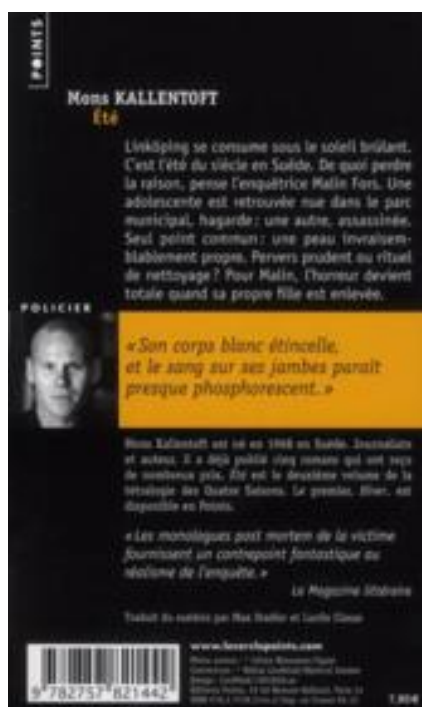 POINTS
Mons KALLENTOFT
Été
Linköping se consume sous le soleil brûlant.
C'est l'été du siècle en Suède. De quoi perdre
la raison, pense l'enquêtrice Malin Fors. Une
adolescente est retrouvée nue dans le parc
municipal, hagarde ; une autre, assassinée.
Seul point commun : une peau invraisem-
blablement propre. Pervers prudent ou rituel
de nettoyage ? Pour Malin, l'horreur devient
totale quand sa propre fille est enlevée.
POLICIER
« Son corps blanc étincelle,
et le sang sur ses jambes paraît
presque phosphorescent. »
Mons Kallentoft est né en 1968 en Suède. Journaliste
et auteur, il a déjà publié cinq romans qui ont reçu
de nombreux prix. Été est le deuxième volume de la
tétralogie des Quatre Saisons. Le premier, Hiver, est
disponible en Points.
« Les monologues post mortem de la victime
fournissent un contrepoint fantastique au
réalisme de l'enquête. »
Le Magazine littéraire
Traduit du suédois par Max Stadler et Lucile Clauss
www.lecerclepoints.com
9 782757 821442
7,80€